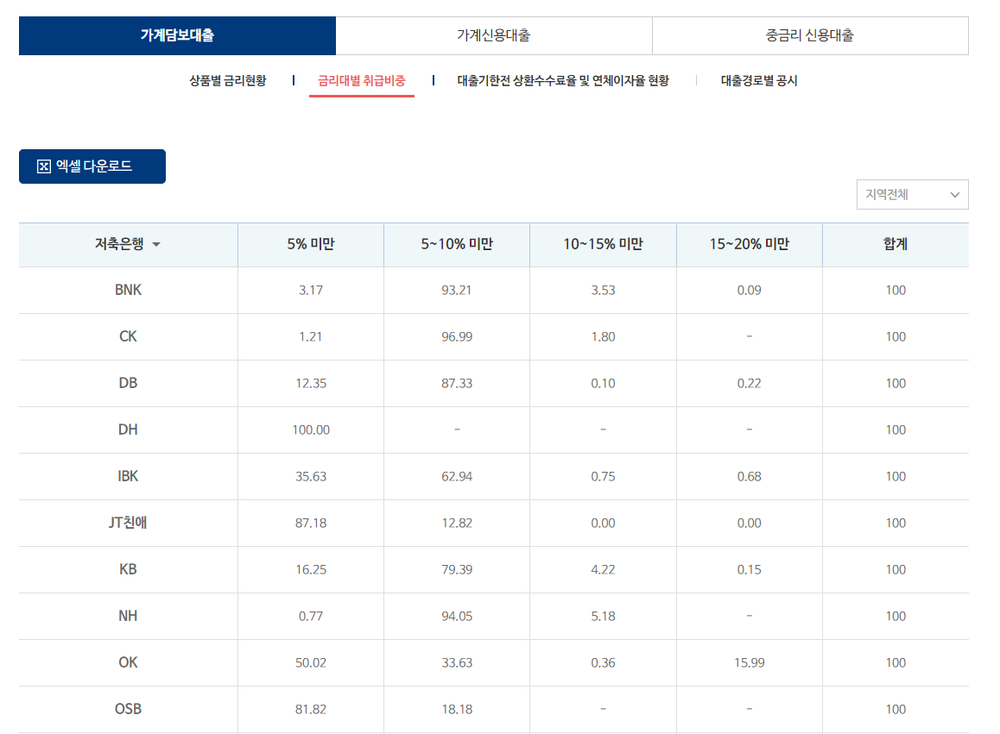 가계담보대출 가계신용대출 중금리 신용대출
상품별 금리현황 금리대별 취급비중 대출기한전 상환수수료율 및 연체이자율 현황 대출경로별 공시
엑셀 다운로드
지역전체
저축은행 5% 미만 5~10% 미만 10~15% 미만 15~20% 미만 합계
BNK 3.17 93.21 3.53 0.09 100
CK 1.21 96.99 1.80 - 100
DB 12.35 87.33 0.10 0.22 100
DH 100.00 - - - 100
IBK 35.63 62.94 0.75 0.68 100
JT친애 87.18 12.82 0.00 0.00 100
KB 16.25 79.39 4.22 0.15 100
NH 0.77 94.05 5.18 - 100
OK 50.02 33.63 0.36 15.99 100
OSB 81.82 18.18 - - 100